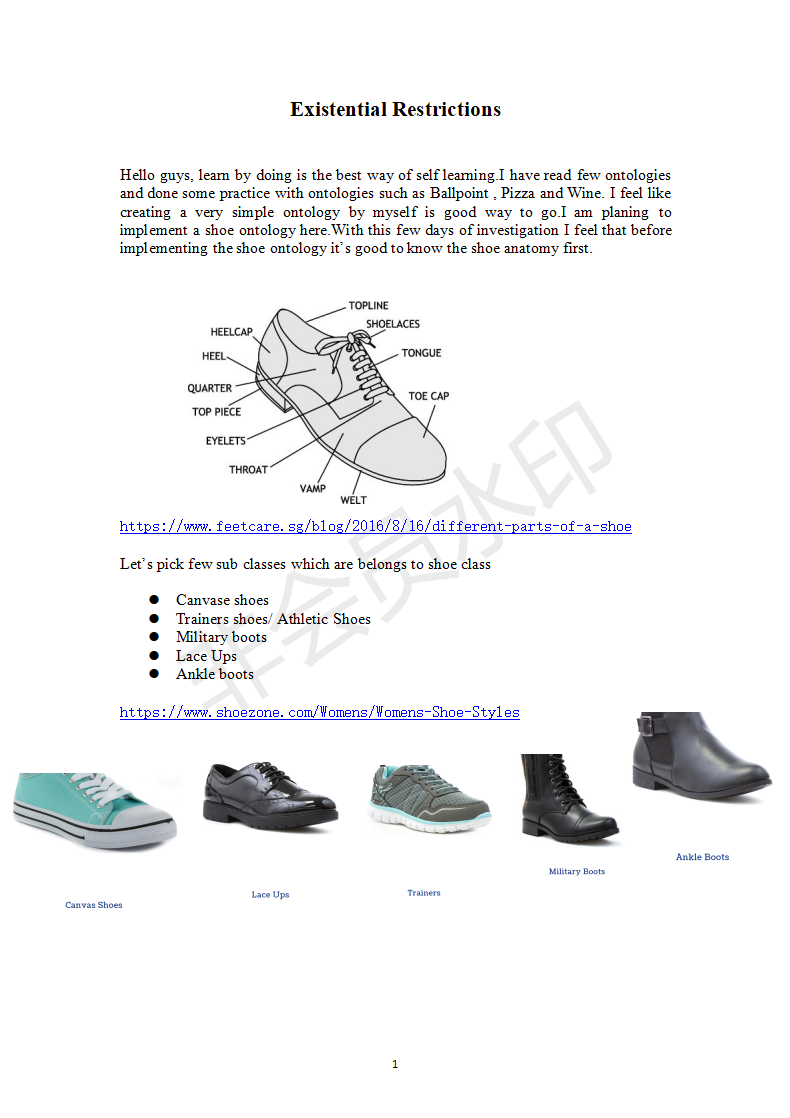 Existential Restrictions
Hello guys, learn by doing is the best way of self learning.I have read few ontologies
and done some practice with ontologies such as Ballpoint , Pizza and Wine. I feel like
creating a very simple ontology by myself is good way to go.I am planing to
implement a shoe ontology here.With this few days of investigation I feel that before
implementing the shoe ontology it's good to know the shoe anatomy first.
TOPLINE
SHOELACES
HEELCAP
TONGUE
HEEL
QUARTER
TOE CAP
TOP PIECE
EYELETS
THROAT
VAMP
WELT
https://www.feetcare.sg/blog/2016/8/16/different-parts-of-a-shoe
Let's pick few sub classes which are belongs to shoe class
● Canvase shoes
● Trainers shoes/ Athletic Shoes
● Military boots
● Lace Ups
● Ankle boots
https://www.shoezone.com/Womens/Womens-Shoe-Styles
Canvas Shoes
Lace Ups
Trainers
Military Boots
Ankle Boots
非会员水印
1